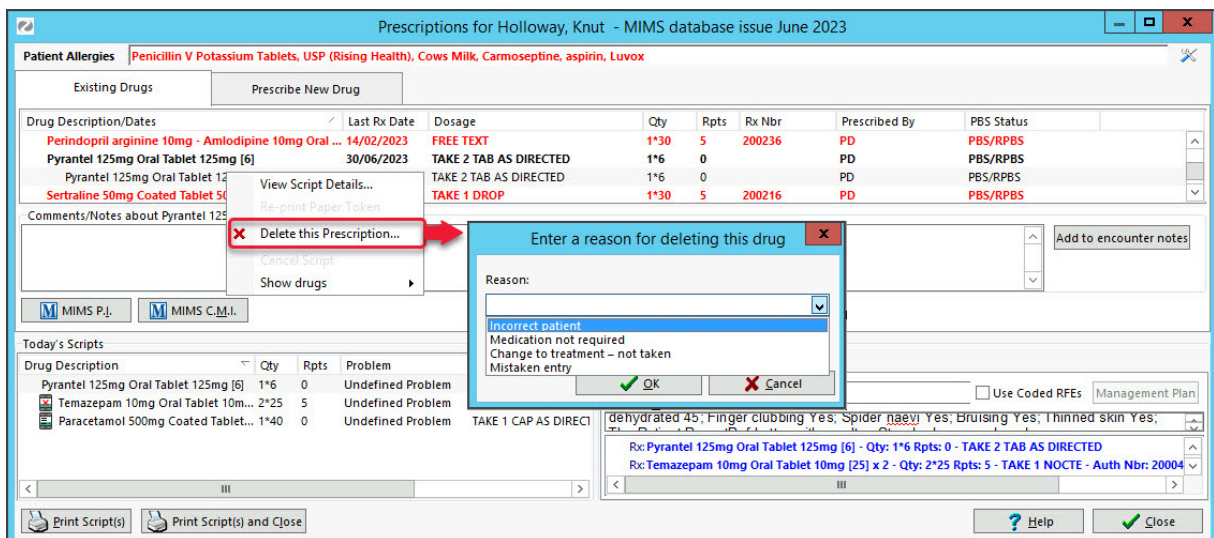 Prescriptions for Holloway, Knut - MIMS database issue June 2023
Patient Allergies Penicillin V Potassium Tablets, USP (Rising Health), Cows Milk, Carmoseptine, aspirin, Luvox
Existing Drugs Prescribe New Drug
Drug Description/Dates Last Rx Date Dosage Qty Rpts Rx Nbr Prescribed By PBS Status
Perindopril arginine 10mg - Amlodipine 10mg Oral ... 14/02/2023 FREE TEXT 1*30 5 200236 PD PBS/RPBS
Pyrantel 125mg Oral Tablet 125mg [6] 30/06/2023 TAKE 2 TAB AS DIRECTED 1*6 0 PD PBS/RPBS
Pyrantel 125mg Oral Tablet 12 TAKE 2 TAB AS DIRECTED 1*6 0 PD PBS/RPBS
Sertraline 50mg Coated Tablet 50 TAKE 1 DROP 1*30 5 200216 PD PBS/RPBS
View Script Details...
Re-print Paper Token
Delete this Prescription...
Cancel Script
Show drugs
Comments/Notes about Pyrantel 125
Add to encounter notes
Enter a reason for deleting this drug
Reason:
Incorrect patient
Medication not required
Change to treatment – not taken
Mistaken entry
OK Cancel
MIMS P.I. MIMS C.M.I.
Today's Scripts
Drug Description Qty Rpts Problem
Pyrantel 125mg Oral Tablet 125mg [6] 1*6 0 Undefined Problem
Temazepam 10mg Oral Tablet 10m... 2*25 5 Undefined Problem
Paracetamol 500mg Coated Tablet... 1*40 0 Undefined Problem TAKE 1 CAP AS DIRECT
Use Coded RFEs Management Plan
dehydrated 45; Finger clubbing Yes; Spider naevi Yes; Bruising Yes; Thinned skin Yes;
Rx: Pyrantel 125mg Oral Tablet 125mg [6] - Qty: 1*6 Rpts: 0 - TAKE 2 TAB AS DIRECTED
Rx: Temazepam 10mg Oral Tablet 10mg [25] x 2 - Qty: 2*25 Rpts: 5 - TAKE 1 NOCTE - Auth Nbr: 20004
Print Script(s) Print Script(s) and Close Help Close